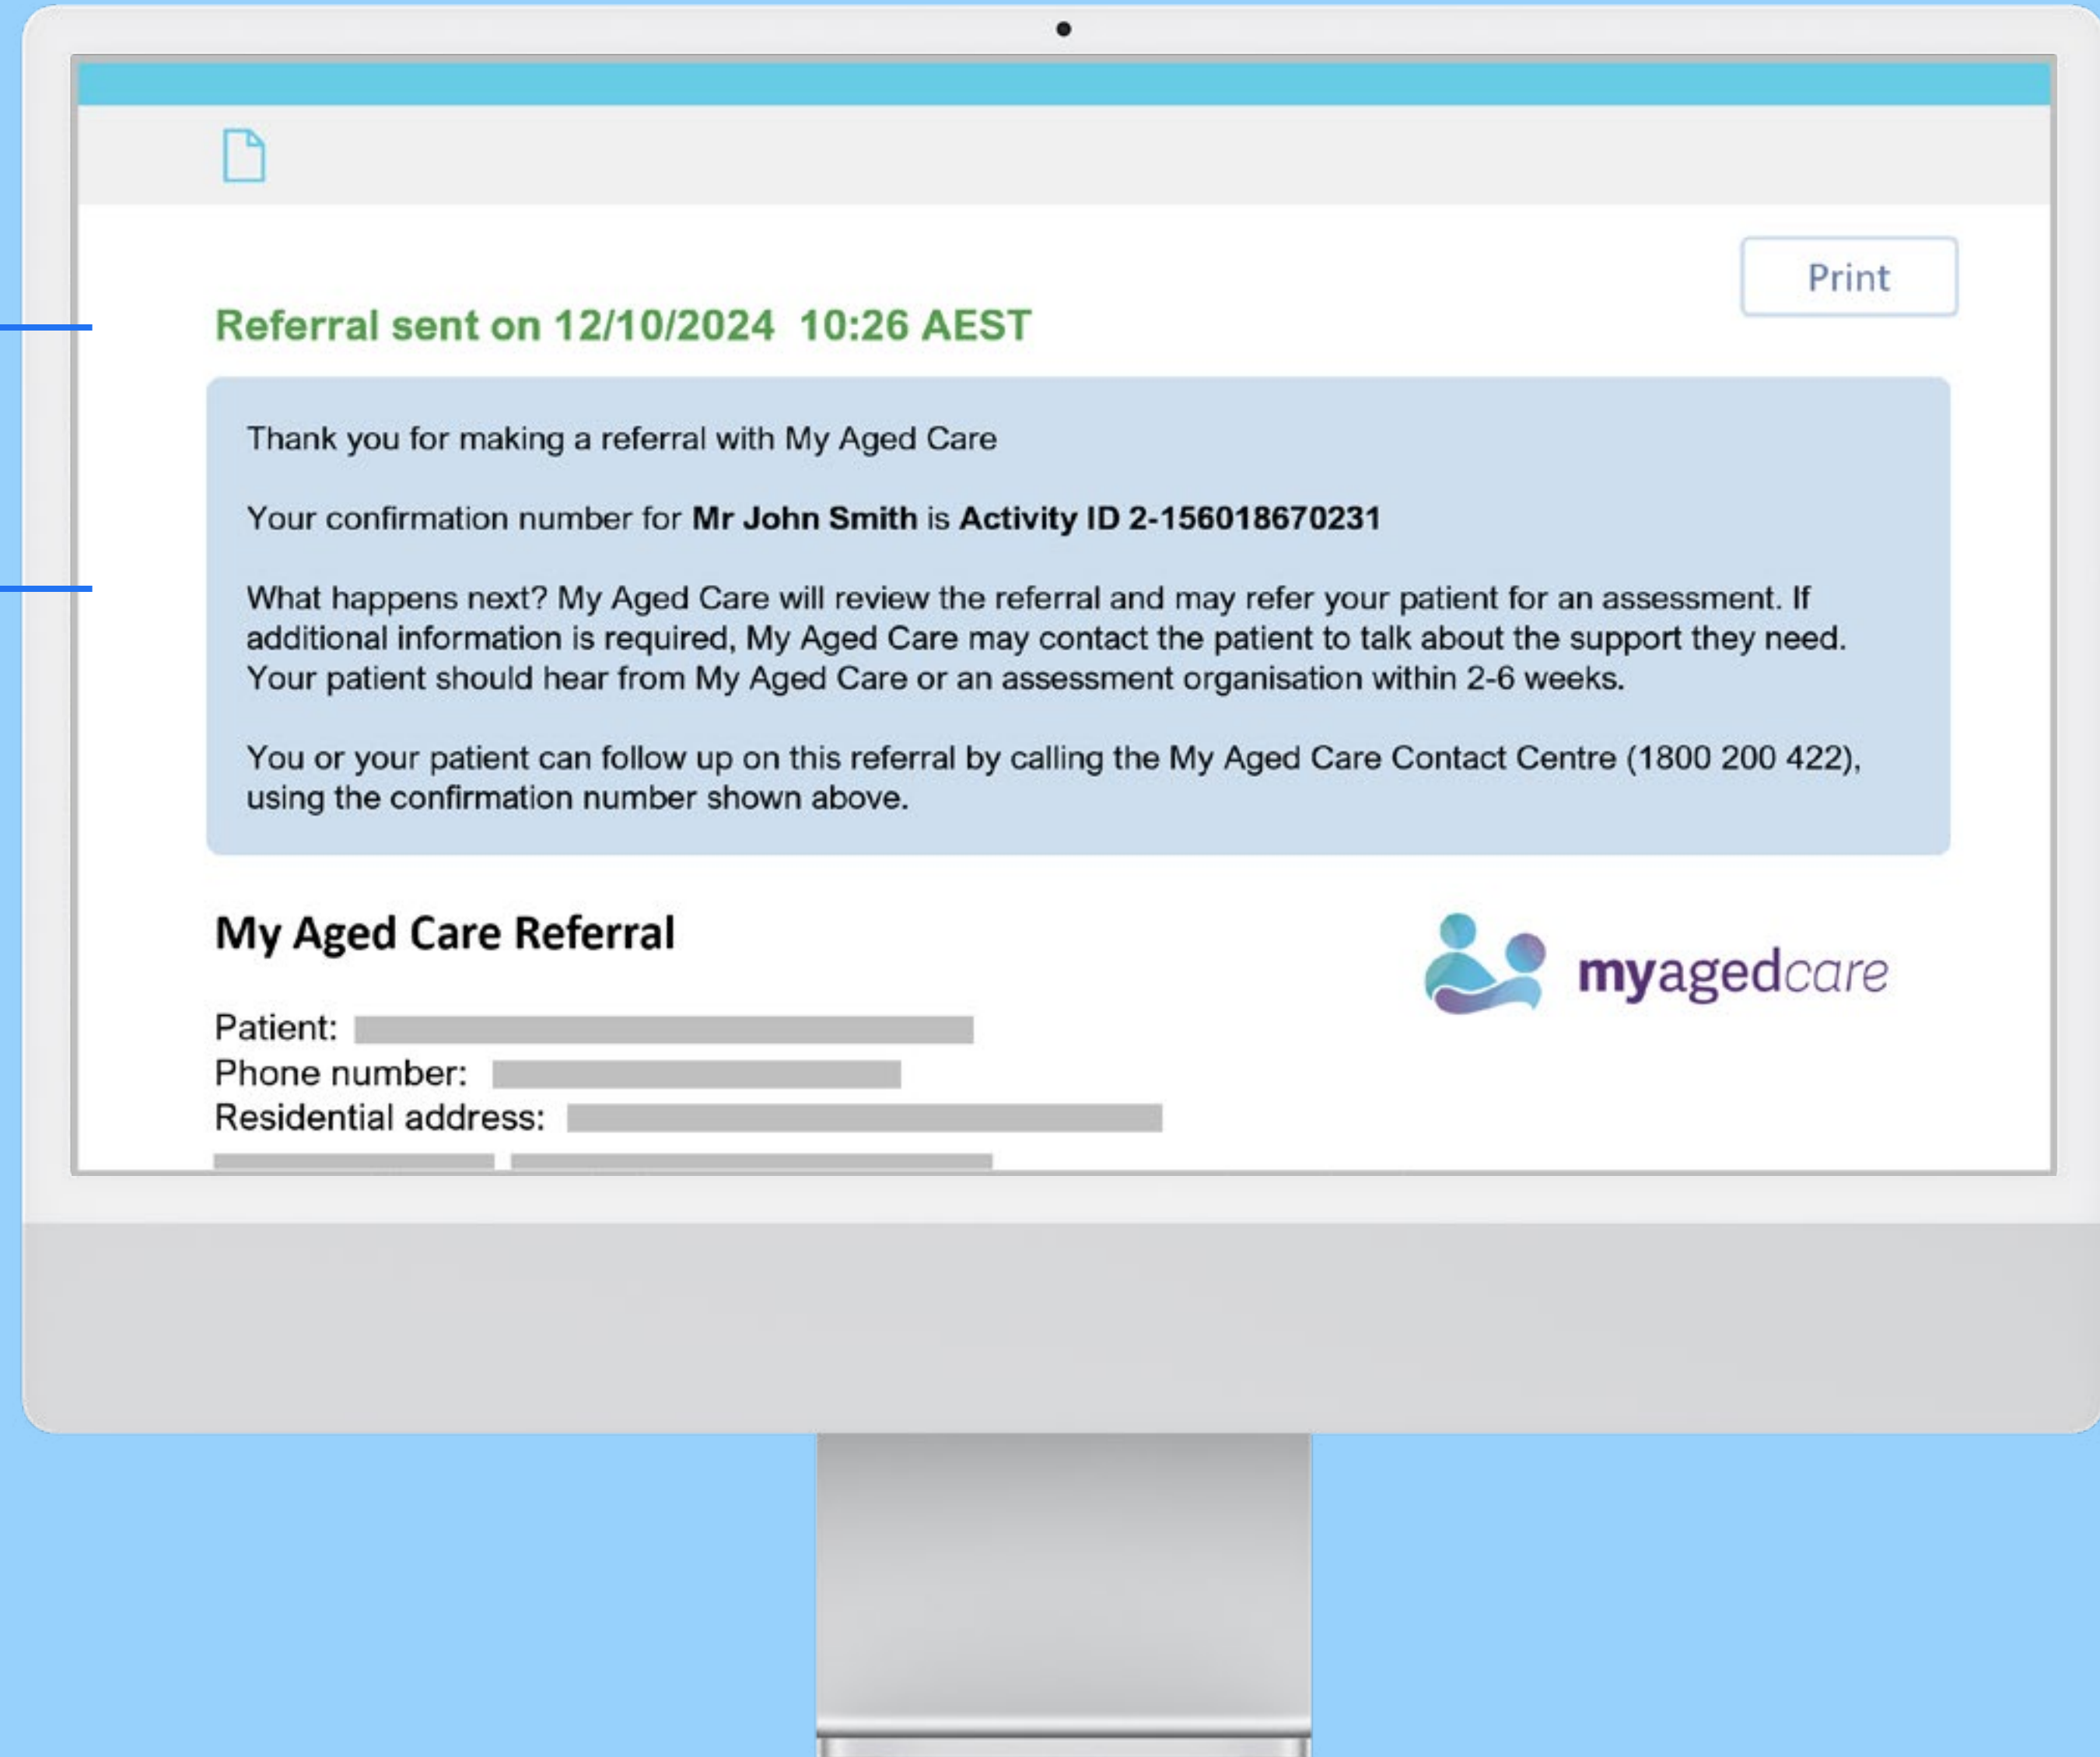 Print
Referral sent on 12/10/2024 10:26 AEST
Thank you for making a referral with My Aged Care
Your confirmation number for Mr John Smith is Activity ID 2-156018670231
What happens next? My Aged Care will review the referral and may refer your patient for an assessment. If
additional information is required, My Aged Care may contact the patient to talk about the support they need.
Your patient should hear from My Aged Care or an assessment organisation within 2-6 weeks.
You or your patient can follow up on this referral by calling the My Aged Care Contact Centre (1800 200 422),
using the confirmation number shown above.
My Aged Care Referral
myagedcare
Patient:
Phone number:
Residential address: